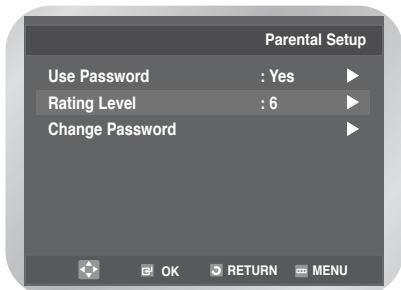 Parental Setup
Use Password : Yes
Rating Level : 6
Change Password
OK RETURN MENU